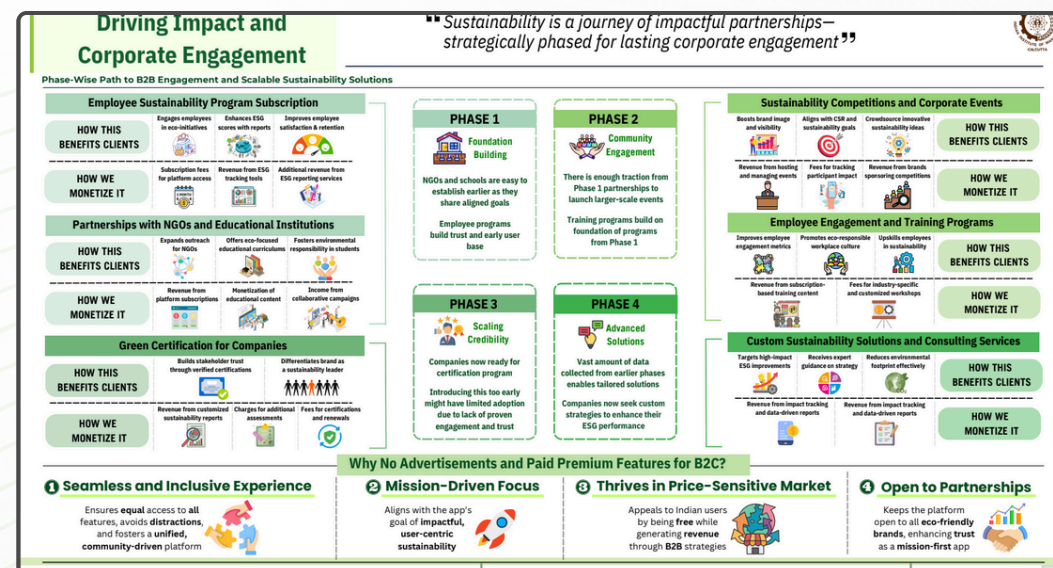 Driving Impact and
Corporate Engagement
❝ Sustainability is a journey of impactful partnerships—
strategically phased for lasting corporate engagement ❞
CALCUTTA
Phase-Wise Path to B2B Engagement and Scalable Sustainability Solutions
Employee Sustainability Program Subscription
HOW THIS
BENEFITS CLIENTS
Engages employees
in eco-initiatives
Enhances ESG
scores with reports
Improves employee
satisfaction & retention
HOW WE
MONETIZE IT
Subscription fees
for platform access
Revenue from ESG
tracking tools
Additional revenue from
ESG reporting services
Partnerships with NGOs and Educational Institutions
HOW THIS
BENEFITS CLIENTS
Expands outreach
for NGOs
Offers eco-focused
educational curriculums
Fosters environmental
responsibility in students
HOW WE
MONETIZE IT
Revenue from
platform subscriptions
Monetization of
educational content
Income from
collaborative campaigns
Green Certification for Companies
HOW THIS
BENEFITS CLIENTS
Builds stakeholder trust
through verified certifications
Differentiates brand as
a sustainability leader
HOW WE
MONETIZE IT
Revenue from customized
sustainability reports
Charges for additional
assessments
Fees for certifications
and renewals
PHASE 1
Foundation
Building
NGOs and schools are easy to
establish earlier as they
share aligned goals
Employee programs
build trust and early user
base
PHASE 2
Community
Engagement
There is enough traction from
Phase 1 partnerships to
launch larger-scale events
Training programs build on
foundation of programs
from Phase 1
PHASE 3
Scaling
Credibility
Companies now ready for
certification program
Introducing this too early
might have limited adoption
due to lack of proven
engagement and trust
PHASE 4
Advanced
Solutions
Vast amount of data
collected from earlier phases
enables tailored solutions
Companies now seek custom
strategies to enhance their
ESG performance
Sustainability Competitions and Corporate Events
Boosts brand image
and visibility
Aligns with CSR and
sustainability goals
Crowdsource innovative
sustainability ideas
HOW THIS
BENEFITS CLIENTS
Revenue from hosting
and managing events
Fees for tracking
participant impact
Revenue from brands
sponsoring competitions
HOW WE
MONETIZE IT
Employee Engagement and Training Programs
Improves employee
engagement metrics
Promotes eco-responsible
workplace culture
Upskills employees
in sustainability
HOW THIS
BENEFITS CLIENTS
Revenue from subscription-
based training content
Fees for industry-specific
and customized workshops
HOW WE
MONETIZE IT
Custom Sustainability Solutions and Consulting Services
Targets high-impact
ESG improvements
Receives expert
guidance on strategy
Reduces environmental
footprint effectively
HOW THIS
BENEFITS CLIENTS
Revenue from impact tracking
and data-driven reports
Revenue from impact tracking
and data-driven reports
HOW WE
MONETIZE IT
Why No Advertisements and Paid Premium Features for B2C?
1 Seamless and Inclusive Experience
Ensures equal access to all
features, avoids distractions,
and fosters a unified,
community-driven platform
2 Mission-Driven Focus
Aligns with the app's
goal of impactful,
user-centric
sustainability
3 Thrives in Price-Sensitive Market
Appeals to Indian users
by being free while
generating revenue
through B2B strategies
4 Open to Partnerships
Keeps the platform
open to all eco-friendly
brands, enhancing trust
as a mission-first app